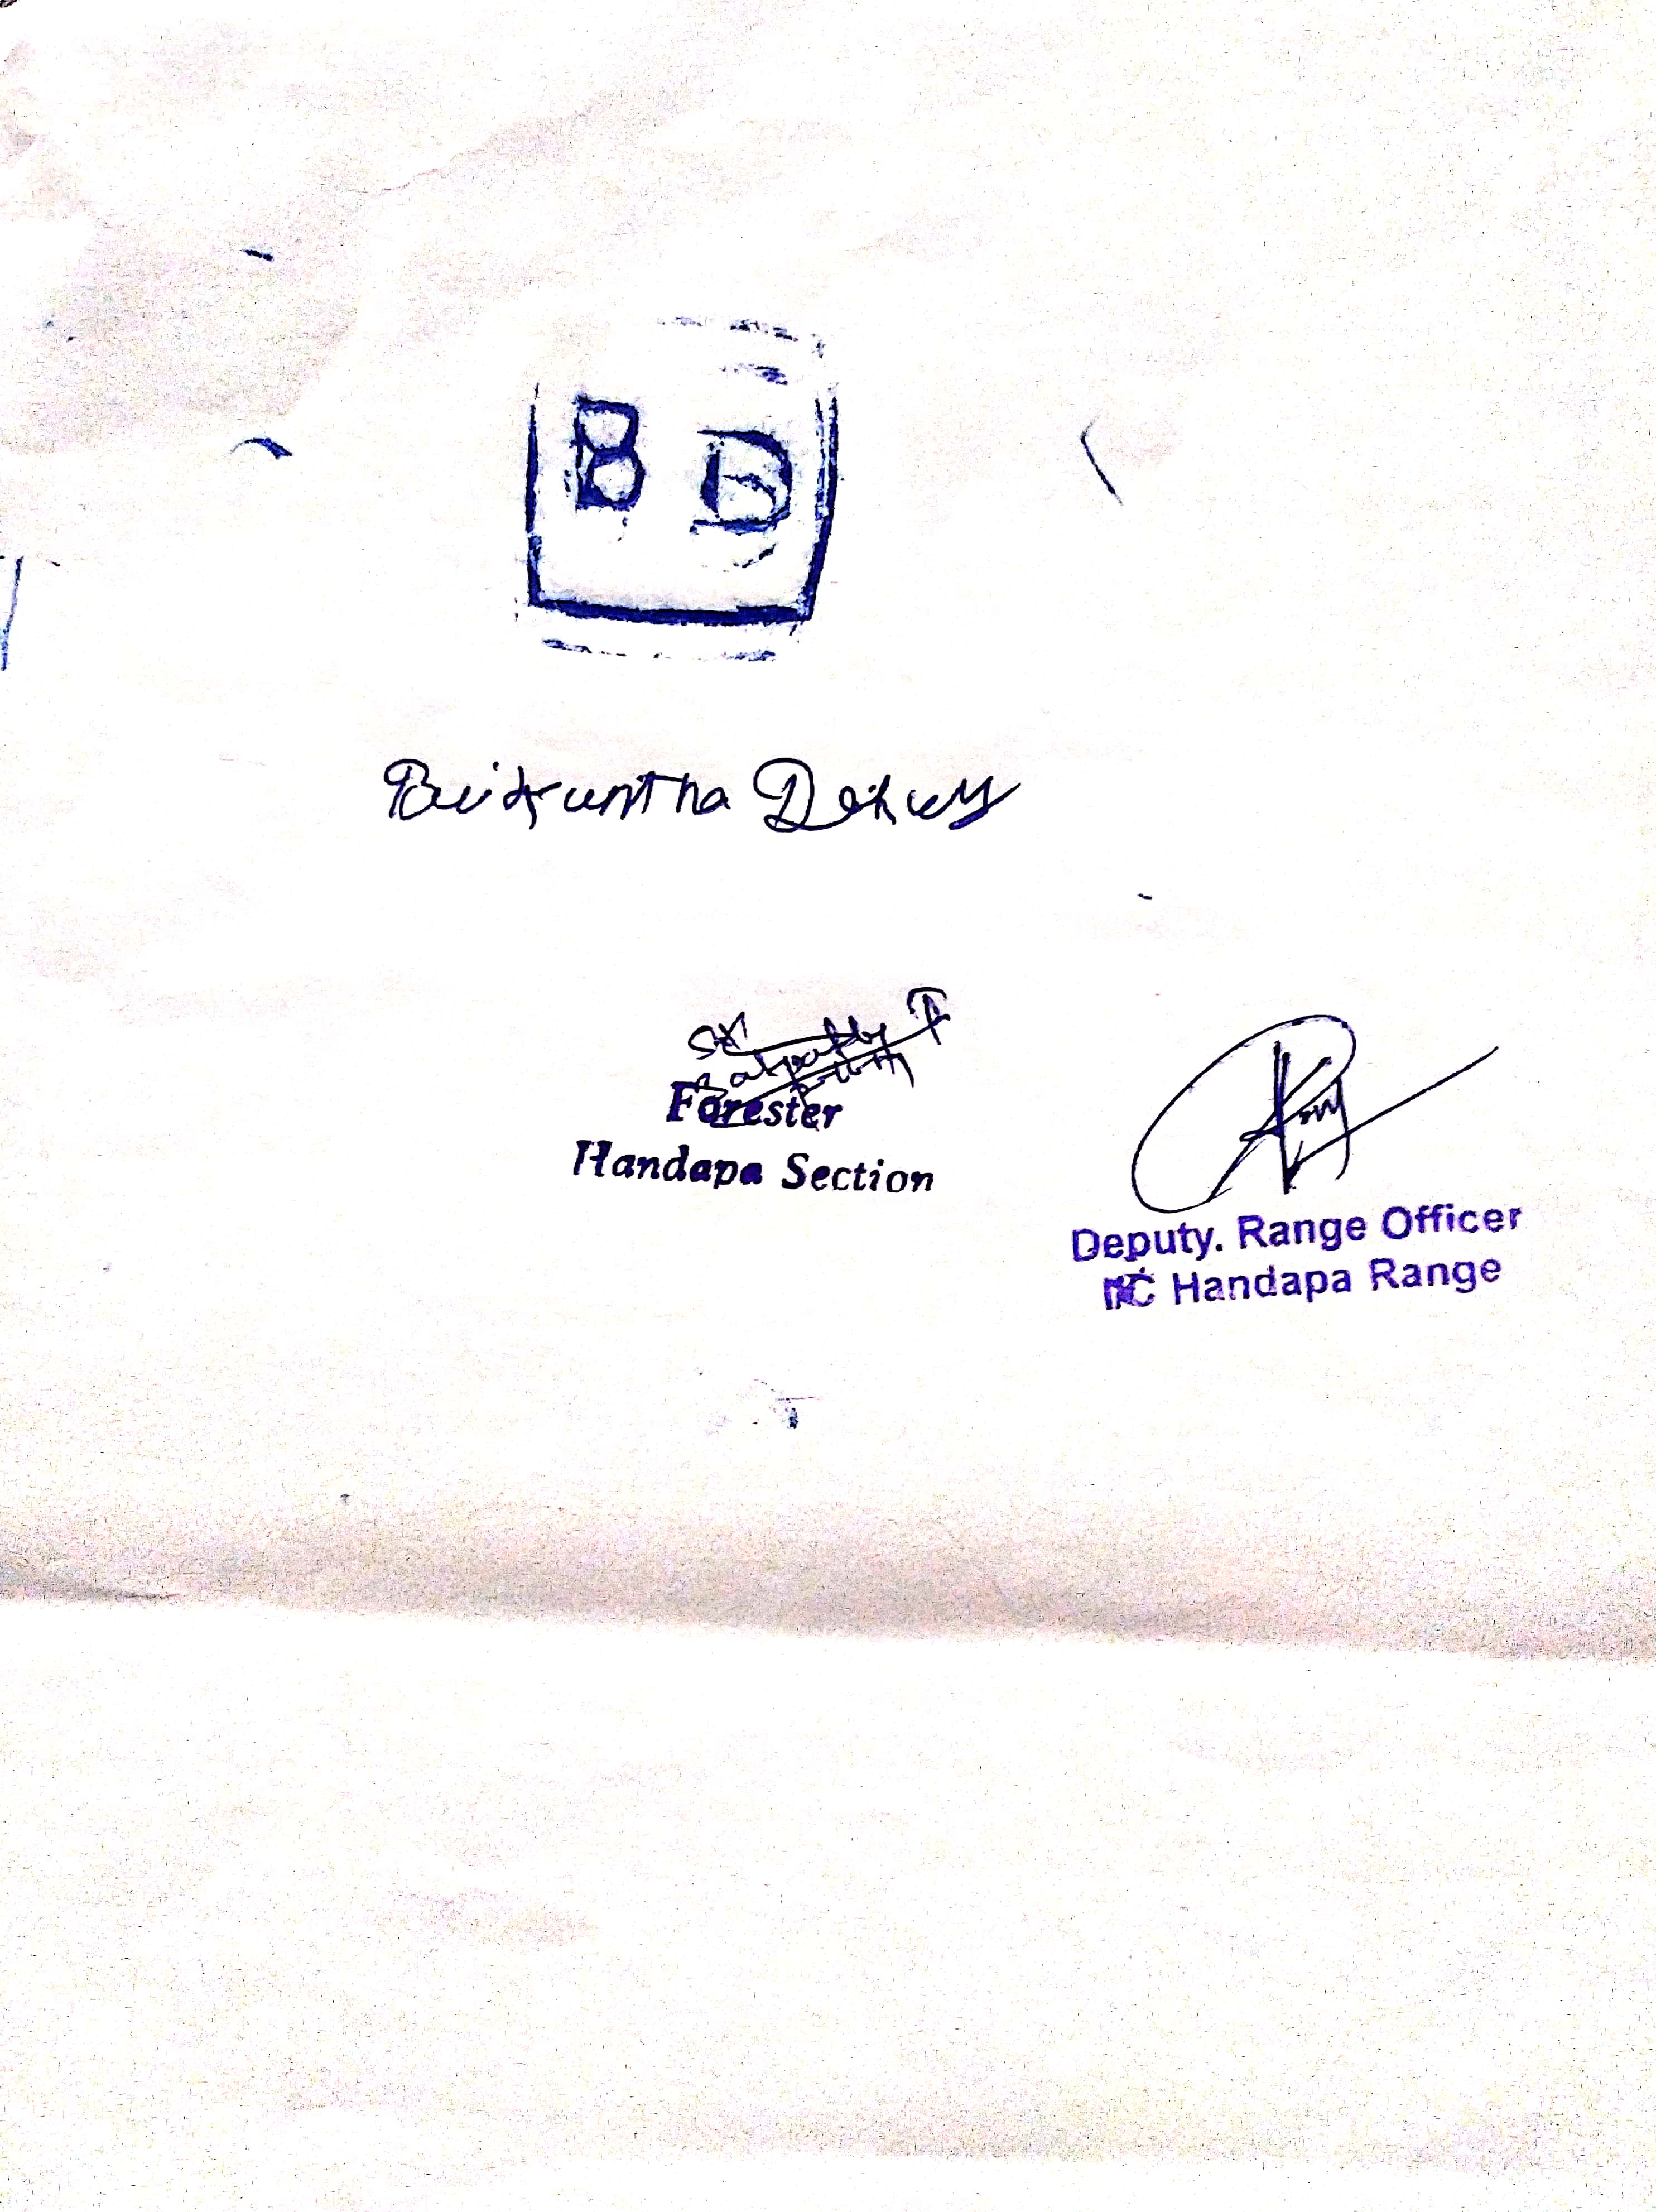 B D
Baikuntha Dehury
Forester
Handapa Section
Deputy. Range Officer
I/C Handapa Range